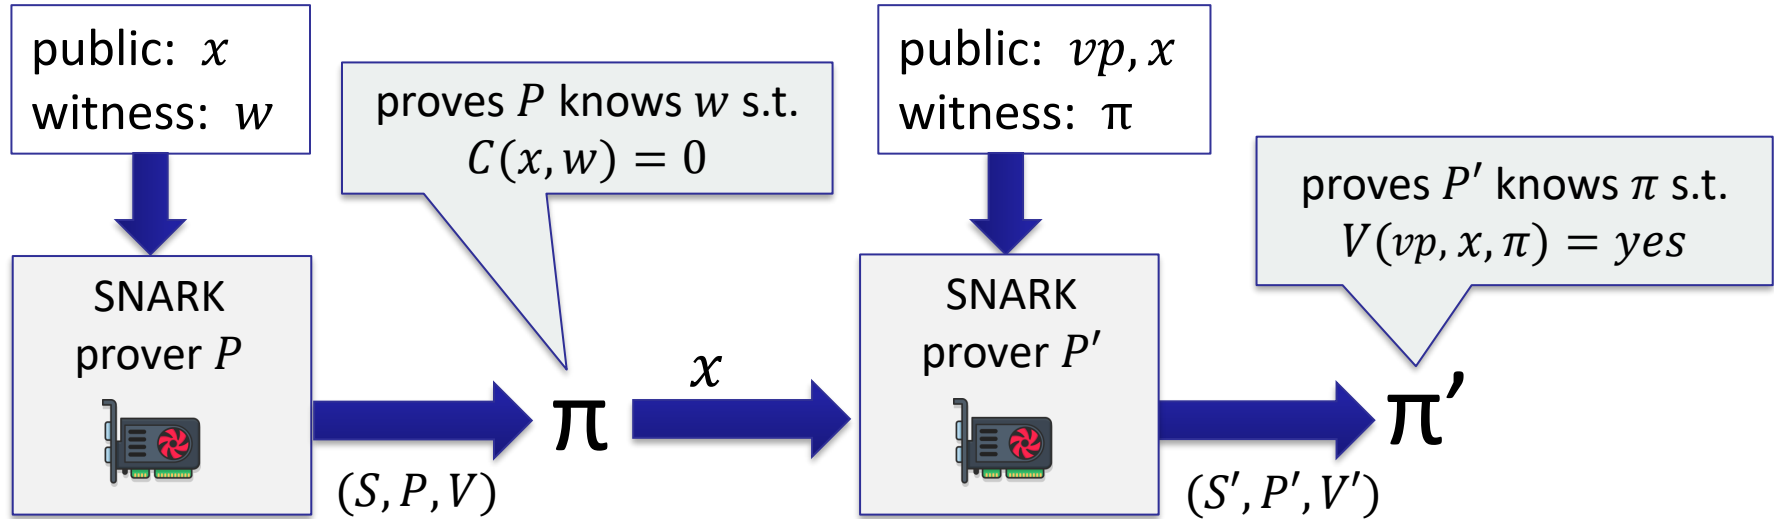 public: x
witness: w
proves P knows w s.t.
C(x, w) = 0
public: vp, x
witness: π
proves P′ knows π s.t.
V(vp, x, π) = yes
SNARK
prover P
π
x
SNARK
prover P′
π′
(S, P, V)
(S′, P′, V′)